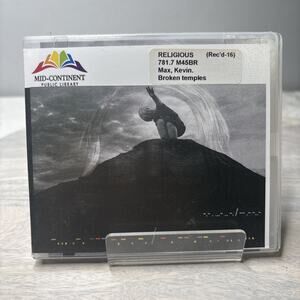 MID-CONTINENT
PUBLIC LIBRARY
RELIGIOUS (Rec'd-16)
781.7 M45BR
Max, Kevin.
Broken temples